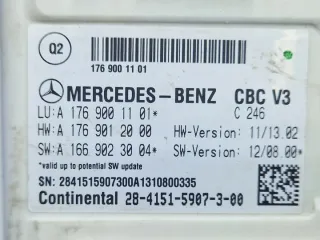 Q2
176 900 11 01
MERCEDES-BENZ CBC V3
LU:A 176 900 11 01* C 246
HW:A 176 901 20 00 HW-Version: 11/13.02
SW:A 166 902 30 04* SW-Version: 12/08.00*
*valid up to potential SW update
SN: 2841515907300A1310800335
Continental 28-4151-5907-3-00